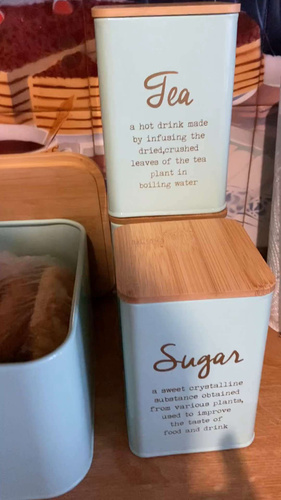 Tea
a hot drink made
by infusing the
dried,crushed
leaves of the tea
plant in
boiling water
Sugar
a sweet crystalline
substance obtained
from various plants,
used to improve
the taste of
food and drink